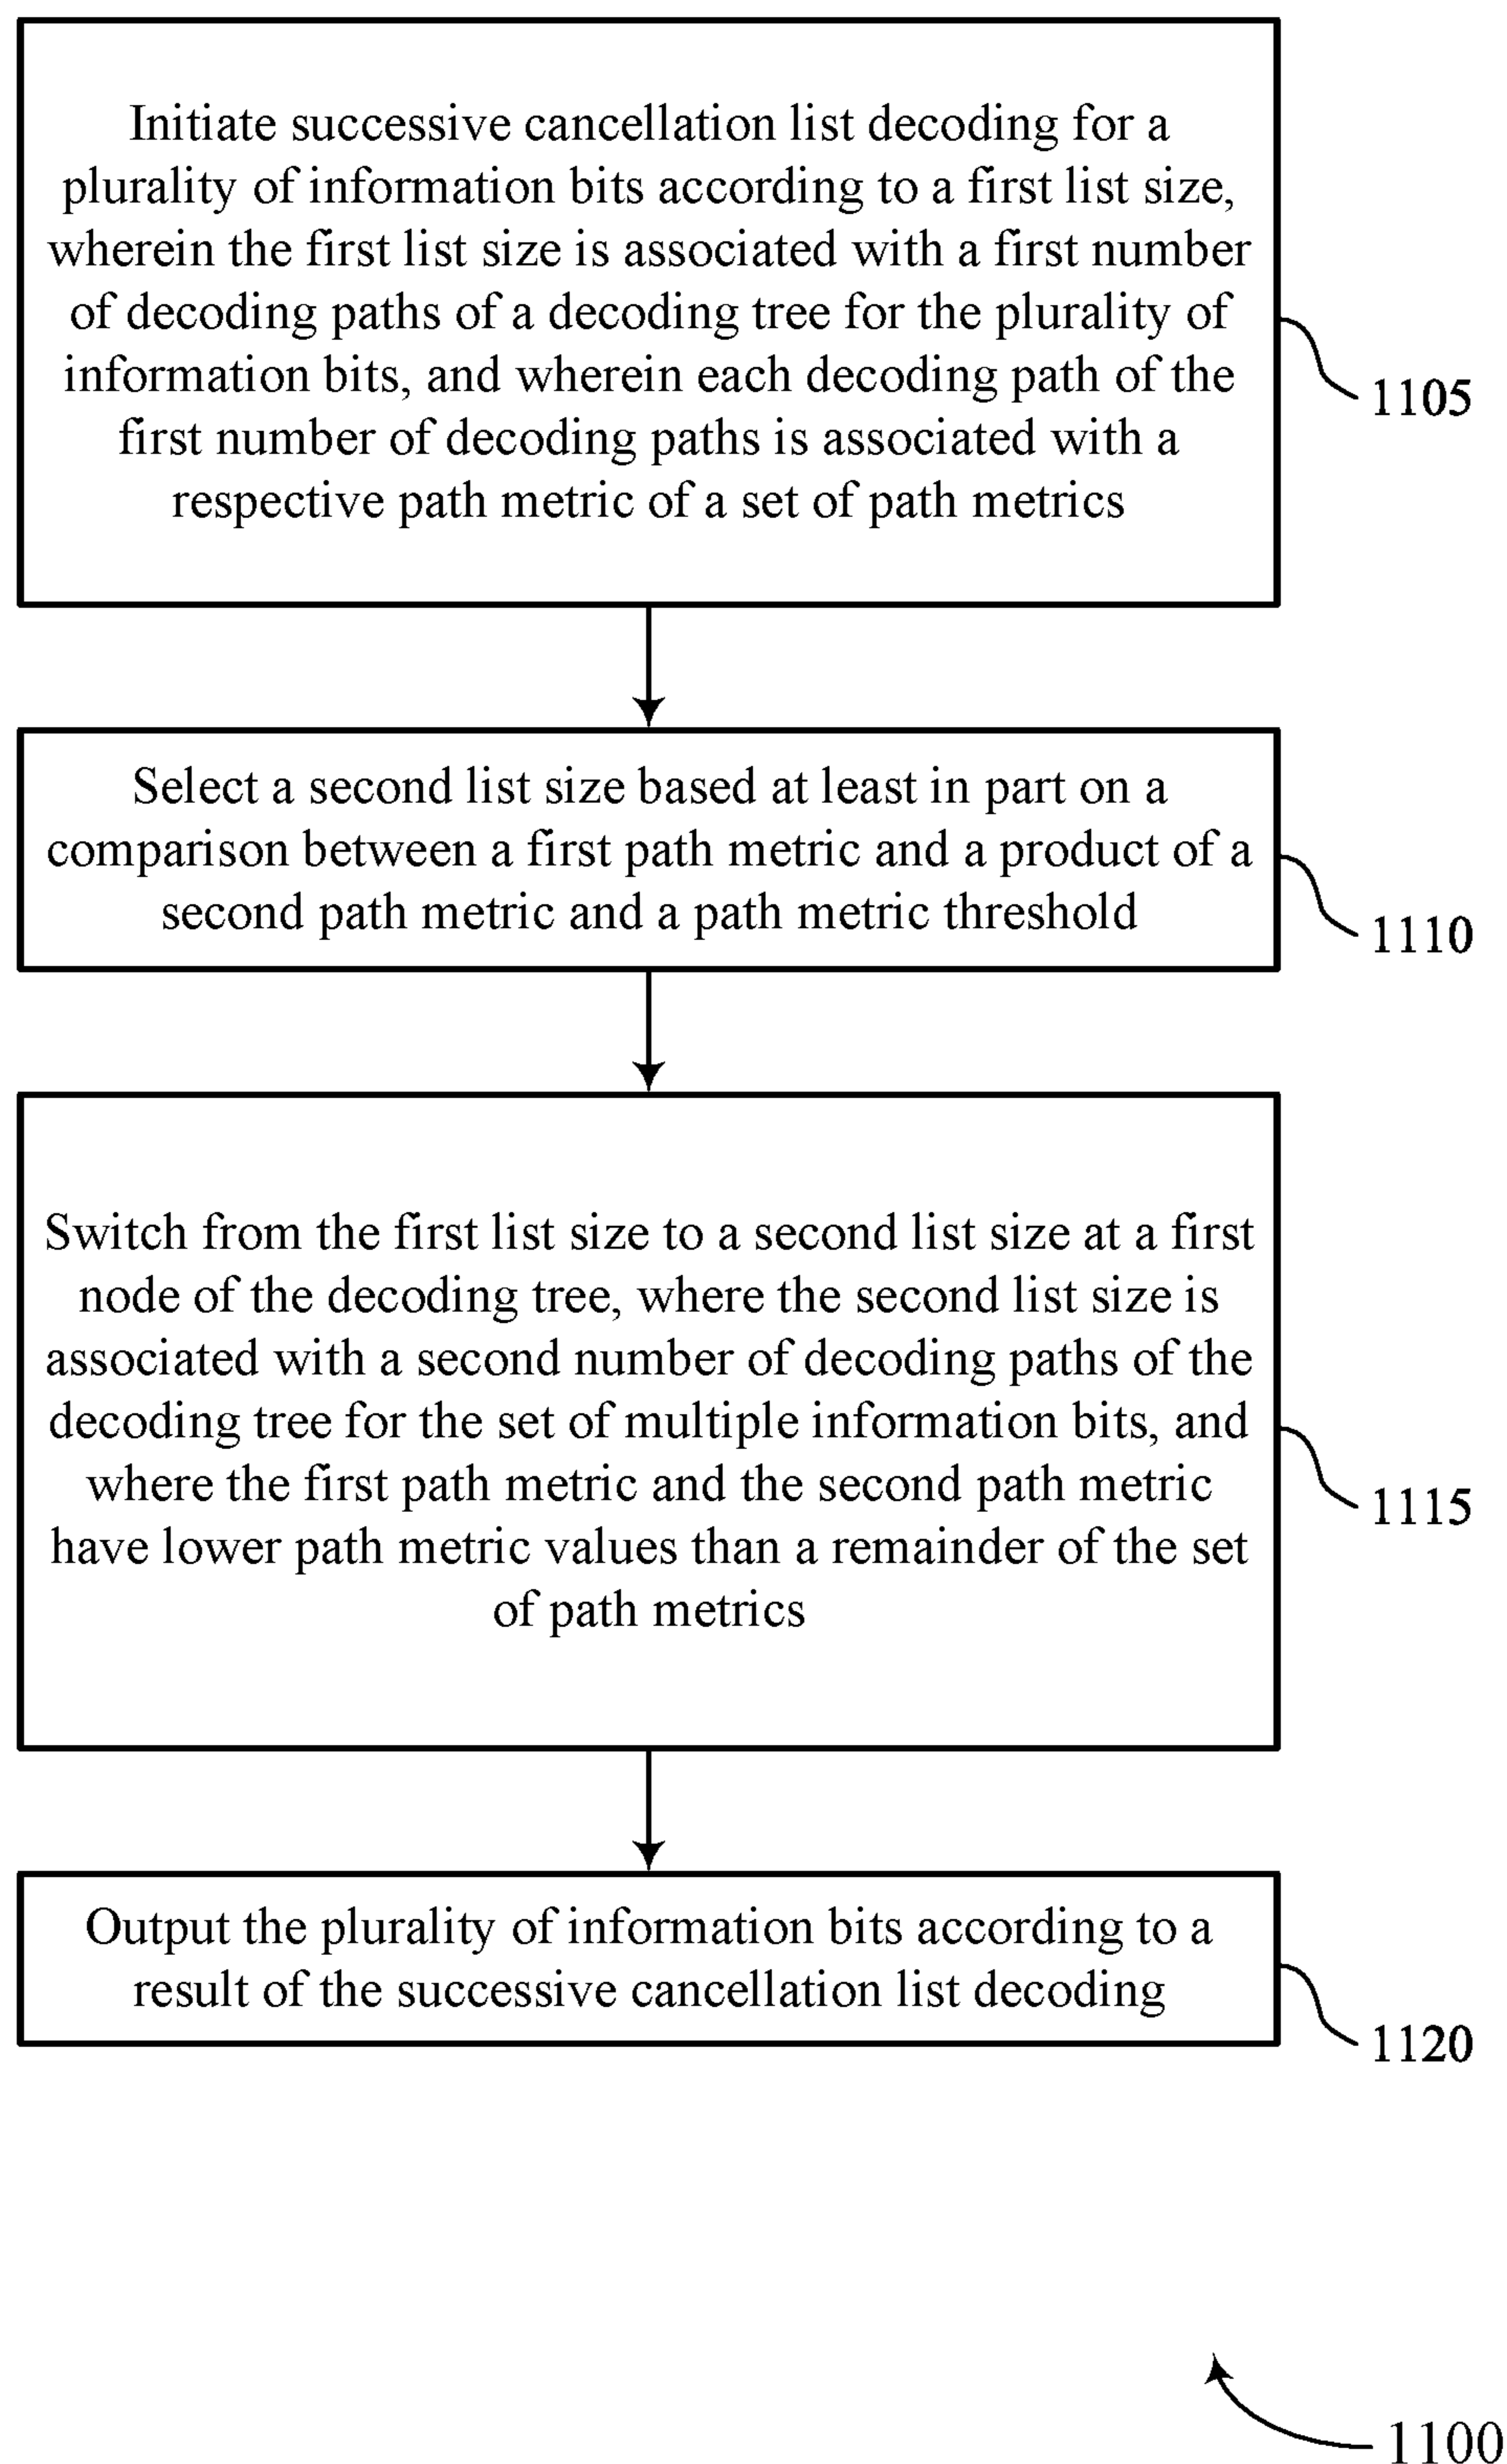 Initiate successive cancellation list decoding for a
plurality of information bits according to a first list size,
wherein the first list size is associated with a first number
of decoding paths of a decoding tree for the plurality of
information bits, and wherein each decoding path of the
first number of decoding paths is associated with a
respective path metric of a set of path metrics
1105
Select a second list size based at least in part on a
comparison between a first path metric and a product of a
second path metric and a path metric threshold
1110
Switch from the first list size to a second list size at a first
node of the decoding tree, where the second list size is
associated with a second number of decoding paths of the
decoding tree for the set of multiple information bits, and
where the first path metric and the second path metric
have lower path metric values than a remainder of the set
of path metrics
1115
Output the plurality of information bits according to a
result of the successive cancellation list decoding
1120
1100